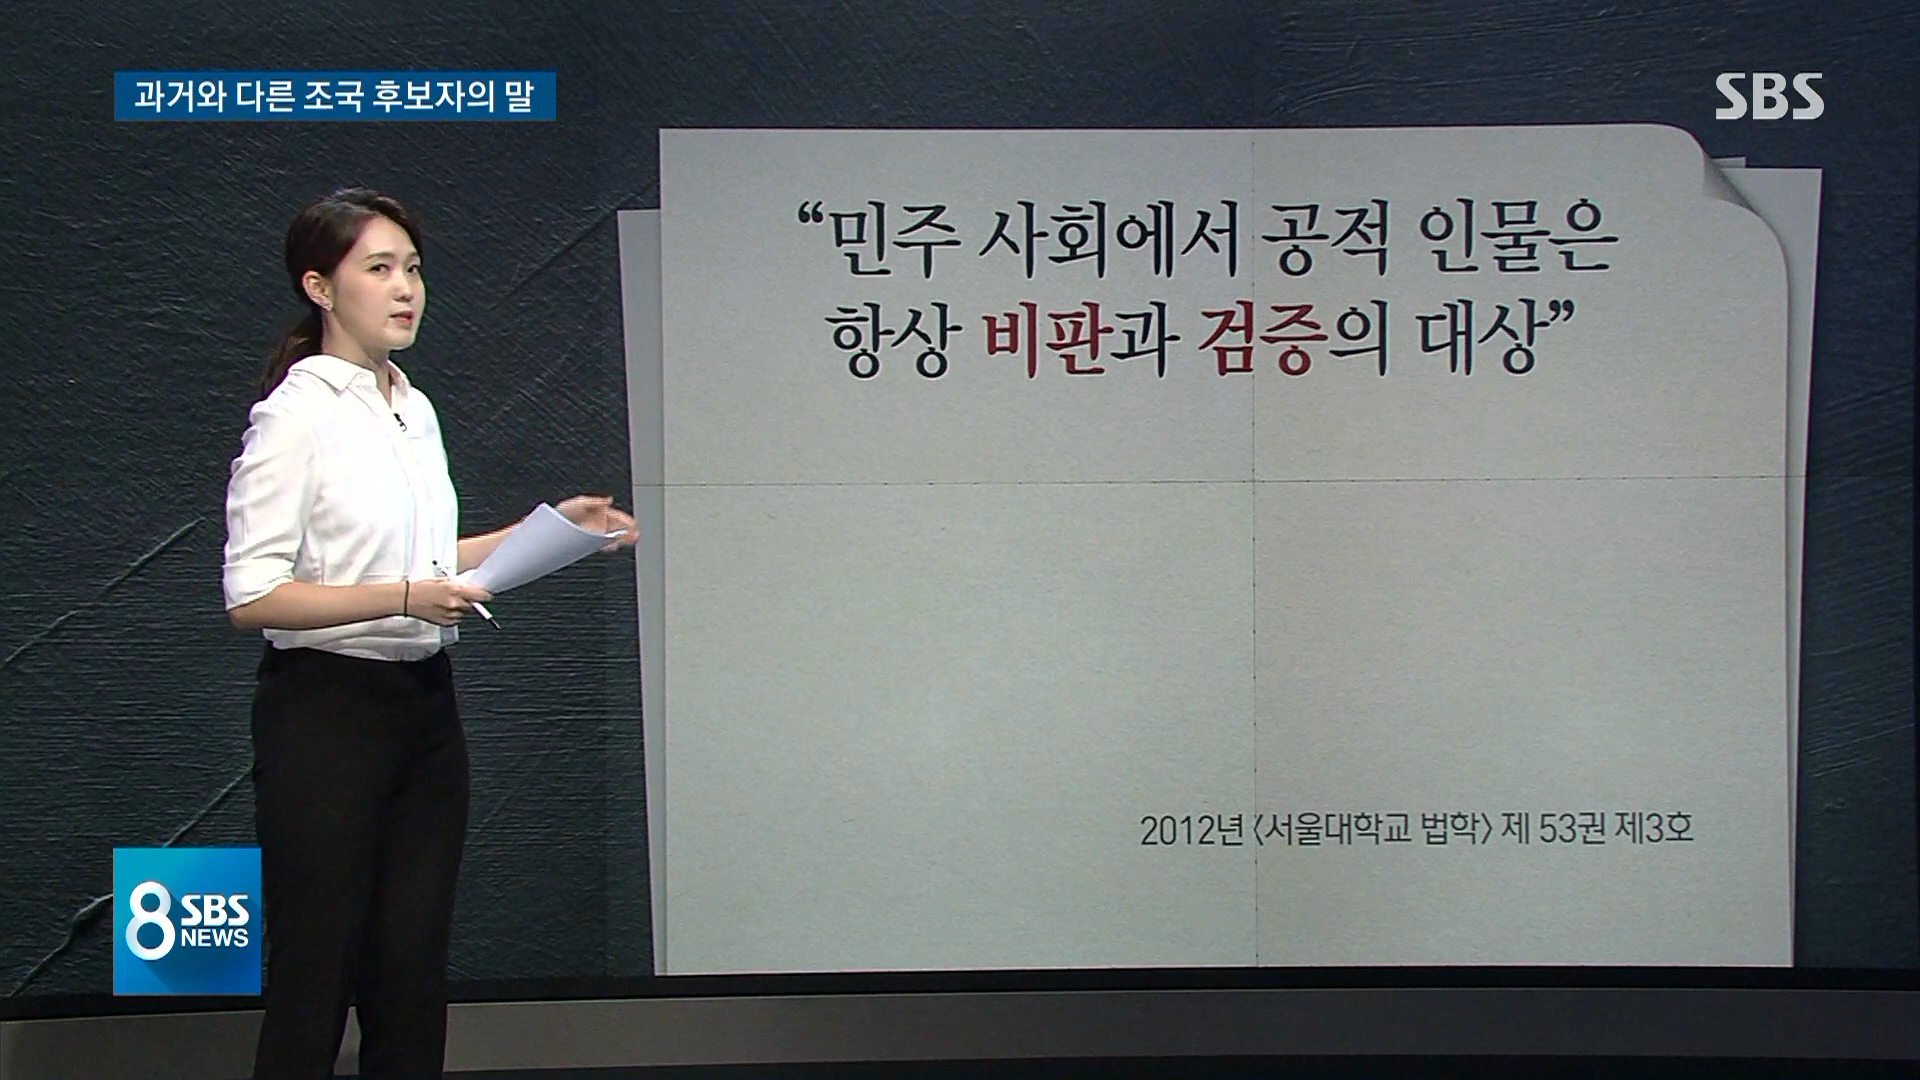 과거와 다른 조국 후보자의 말
SBS
“민주 사회에서 공적 인물은
항상 비판과 검증의 대상”
2012년 〈서울대학교 법학〉 제 53권 제3호
8 SBS
NEWS